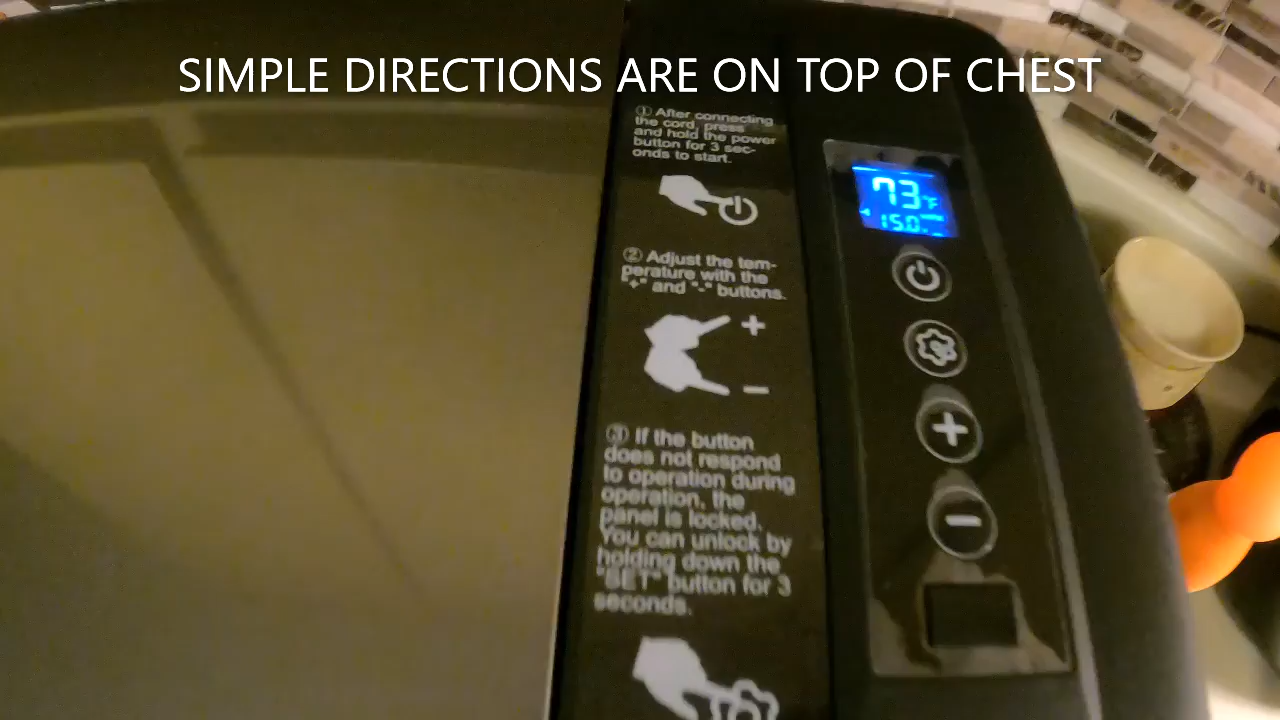 SIMPLE DIRECTIONS ARE ON TOP OF CHEST
① After connecting
the cord, press
and hold the power
button for 3 sec-
onds to start.
② Adjust the tem-
perature with the
"+" and "-" buttons.
+
−
③ If the button
does not respond
to operation during
operation, the
panel is locked.
You can unlock by
holding down the
"SET" button for 3
seconds.
73°F
15.0
+
−